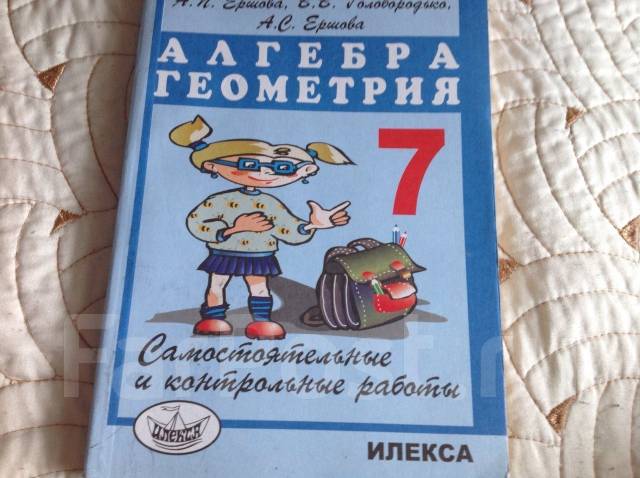 А.П. Ершова, В.В. Голобородько,
А.С. Ершова
АЛГЕБРА
ГЕОМЕТРИЯ
7
Самостоятельные
и контрольные работы
ИЛЕКСА
ИЛЕКСА